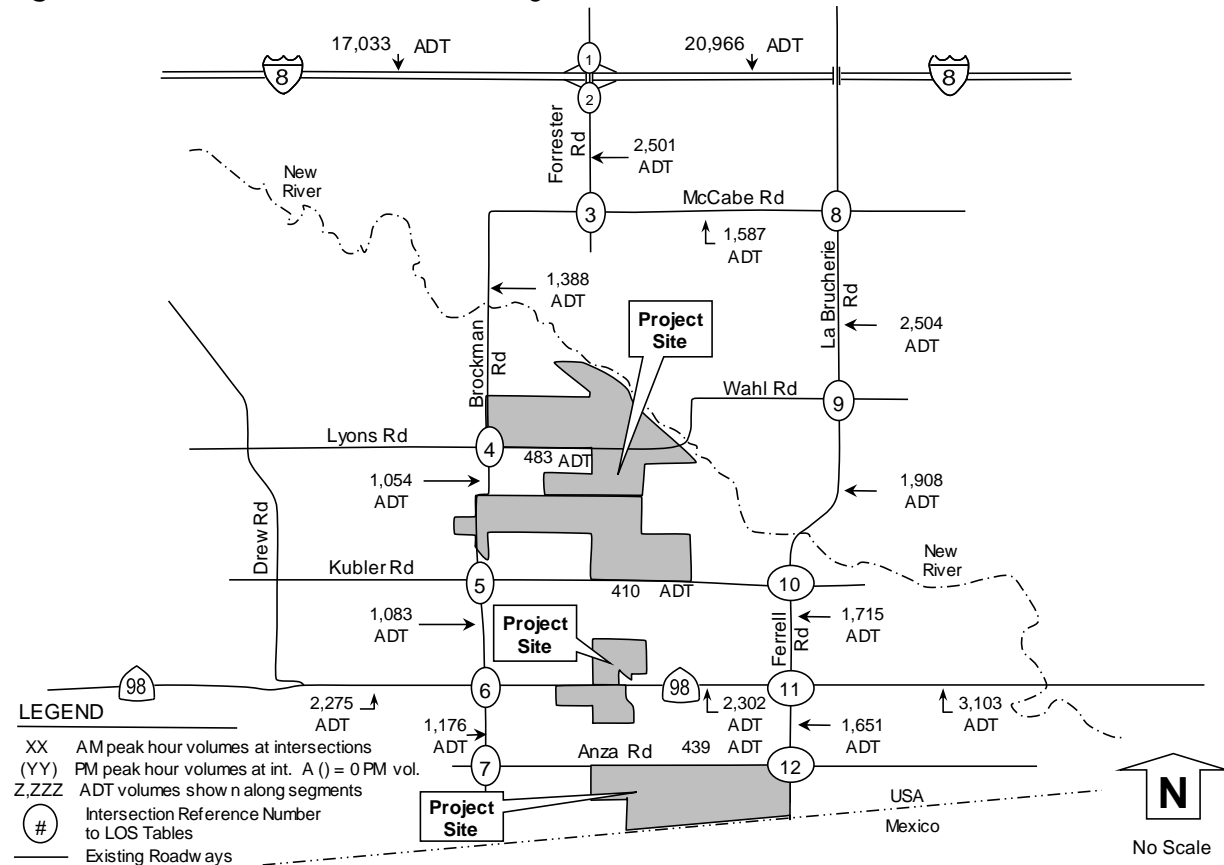 17,033 ADT
20,966 ADT
8
8
1
2
Forrester
Rd
2,501
ADT
New
River
McCabe Rd
3
8
1,587
ADT
1,388
ADT
La Brucherie
Rd
Project
Site
2,504
ADT
Brockman
Rd
Wahl Rd
9
Lyons Rd
4
483 ADT
1,054
ADT
1,908
ADT
Drew Rd
New
River
Kubler Rd
5
10
410 ADT
1,083
ADT
Project
Site
1,715
ADT
Ferrell
Rd
98
6
98
11
2,275
ADT
2,302
ADT
3,103
ADT
LEGEND
1,176
ADT
439
ADT
1,651
ADT
XX AM peak hour volumes at intersections
(YY) PM peak hour volumes at int. A () = 0 PM vol.
Z,ZZZ ADT volumes shown along segments
# Intersection Reference Number
to LOS Tables
Existing Roadways
Anza Rd
7
12
Project
Site
USA
Mexico
N
No Scale